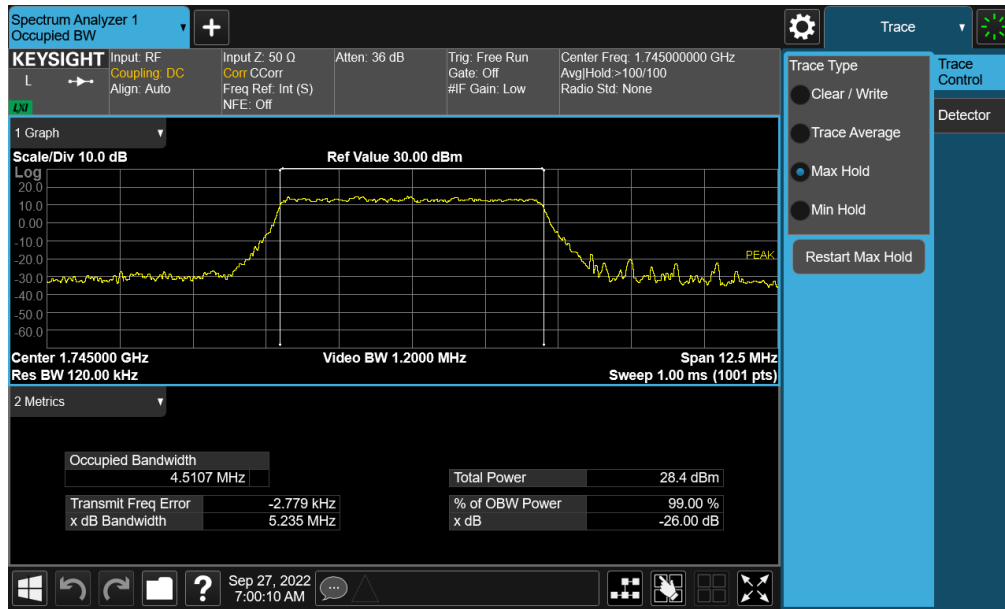 Spectrum Analyzer 1
Occupied BW
+
Trace
KEYSIGHT
L
LXI
Input: RF
Coupling: DC
Align: Auto
Input Z: 50 Ω
Corr CCorr
Freq Ref: Int (S)
NFE: Off
Atten: 36 dB
Trig: Free Run
Gate: Off
#IF Gain: Low
Center Freq: 1.745000000 GHz
Avg|Hold:>100/100
Radio Std: None
Trace Type
Clear / Write
Trace Average
Max Hold
Min Hold
Restart Max Hold
Trace
Control
Detector
1 Graph
Scale/Div 10.0 dB
Ref Value 30.00 dBm
Log
20.0
10.0
0.00
-10.0
-20.0
-30.0
-40.0
-50.0
-60.0
PEAK
Center 1.745000 GHz
Video BW 1.2000 MHz
Span 12.5 MHz
Res BW 120.00 kHz
Sweep 1.00 ms (1001 pts)
2 Metrics
Occupied Bandwidth
4.5107 MHz
Total Power 28.4 dBm
Transmit Freq Error -2.779 kHz
% of OBW Power 99.00 %
x dB Bandwidth 5.235 MHz
x dB -26.00 dB
?
Sep 27, 2022
7:00:10 AM